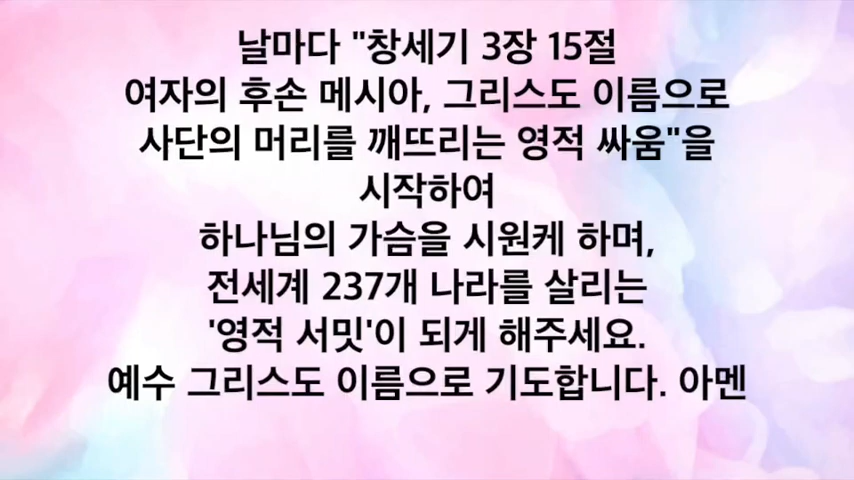 날마다 "창세기 3장 15절
여자의 후손 메시아, 그리스도 이름으로
사단의 머리를 깨뜨리는 영적 싸움"을
시작하여
하나님의 가슴을 시원케 하며,
전세계 237개 나라를 살리는
'영적 서밋'이 되게 해주세요.
예수 그리스도 이름으로 기도합니다. 아멘